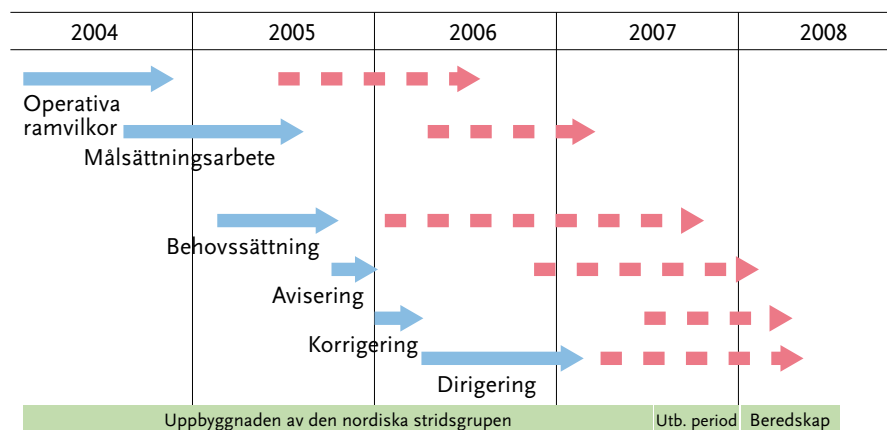 2004 2005 2006 2007 2008
Operativa
ramvilkor
Målsättningsarbete
Behovssättning
Avisering
Korrigering
Dirigering
Uppbyggnaden av den nordiska stridsgrupen Utb. period Beredskap